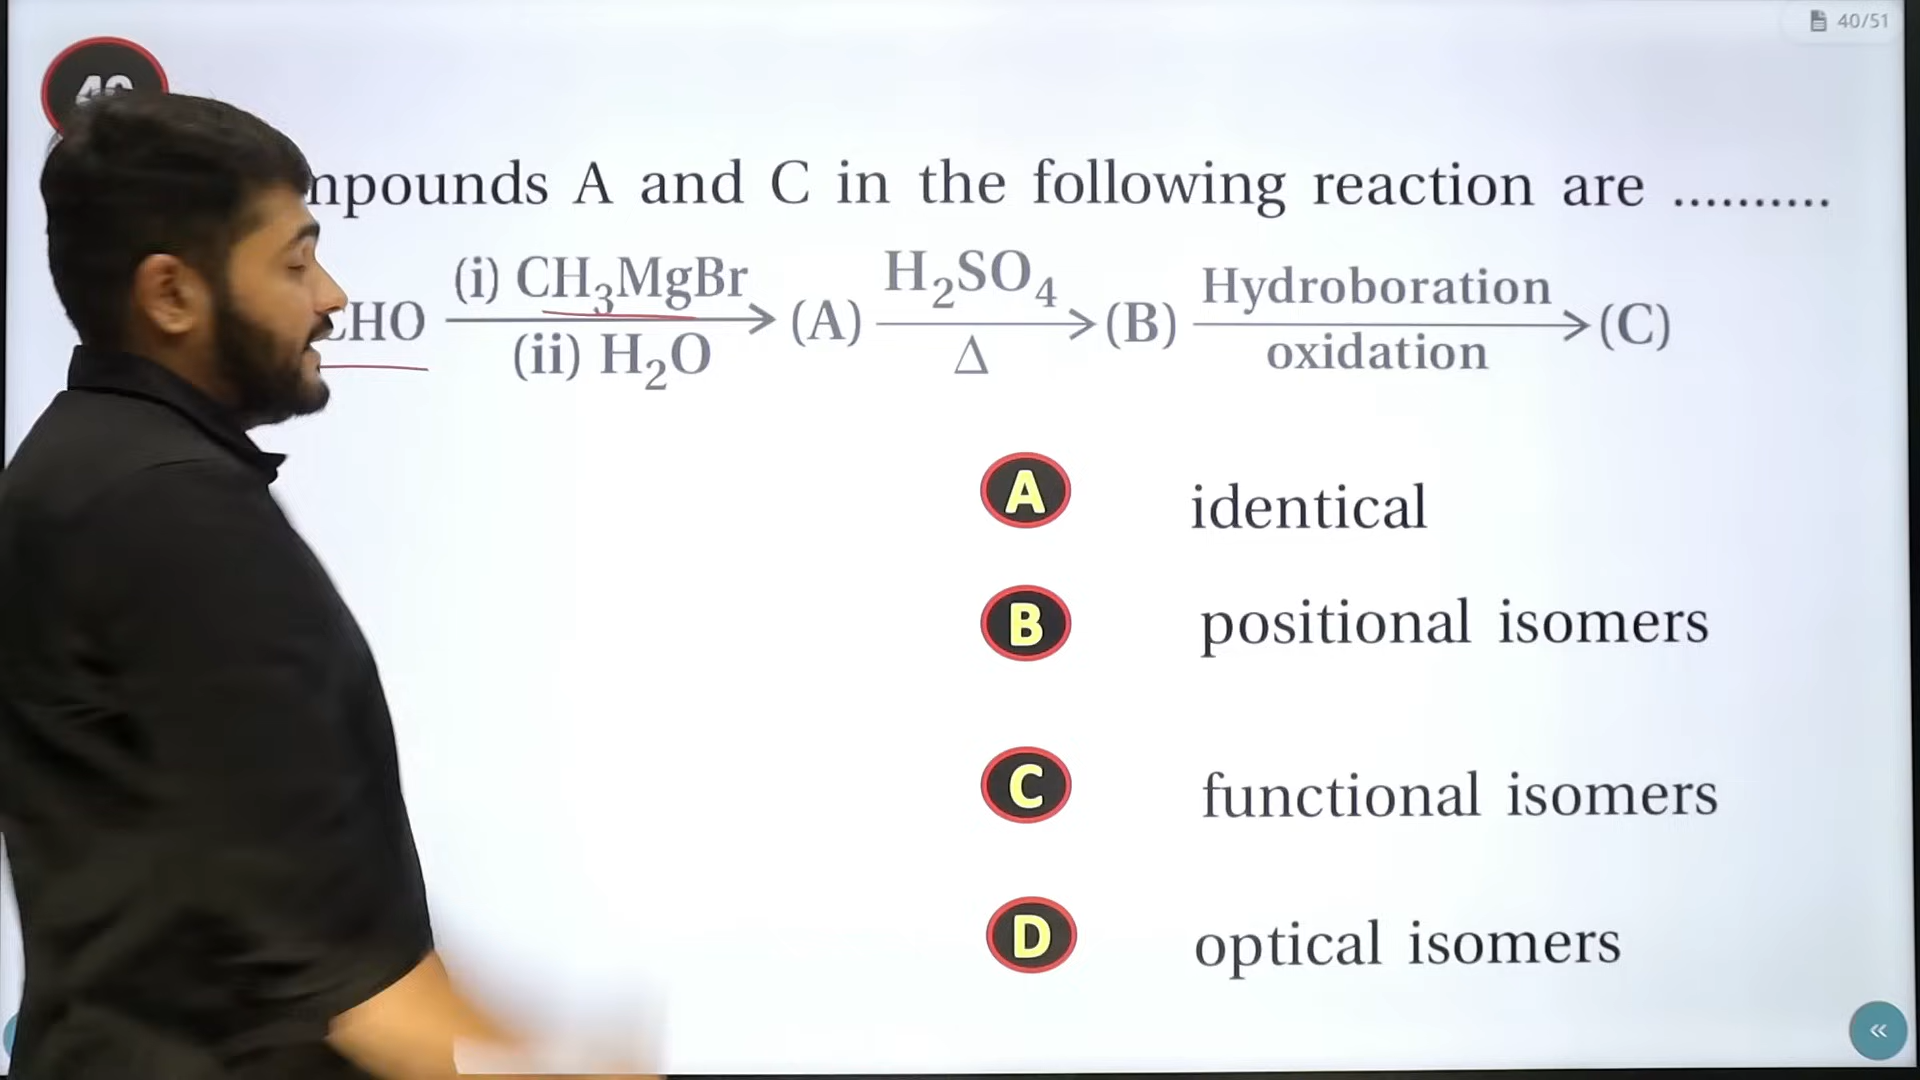 40/51
mpounds A and C in the following reaction are ..........
CHO (i) CH₃MgBr (ii) H₂O → (A) H₂SO₄ Δ → (B) Hydroboration oxidation → (C)
A identical
B positional isomers
C functional isomers
D optical isomers
«